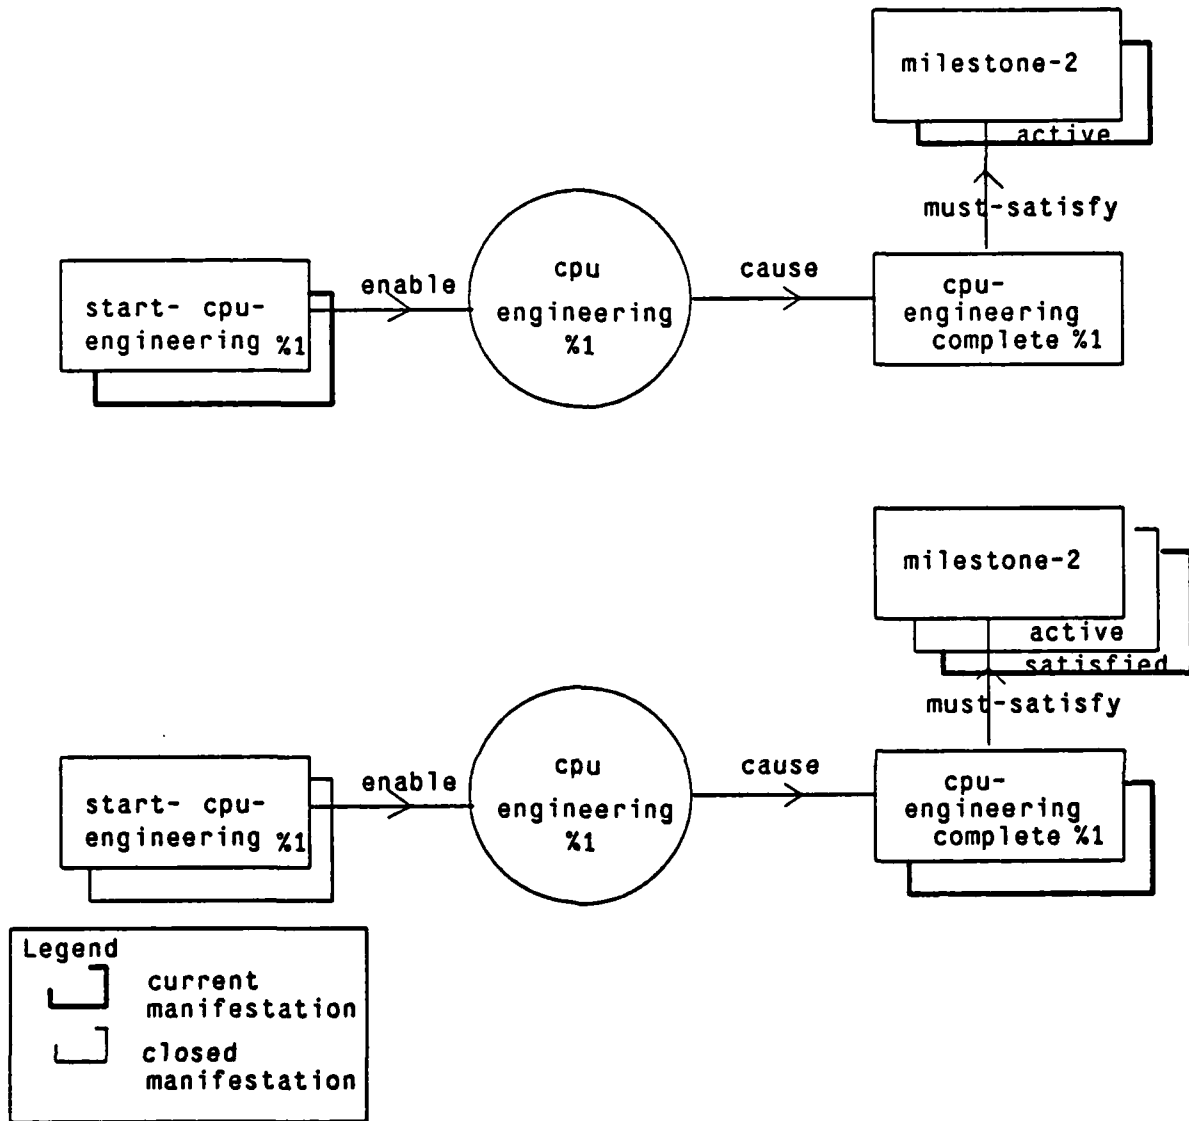 milestone-2
active
must-satisfy
enable
cpu
engineering
%1
cause
start- cpu-
engineering %1
cpu-
engineering
complete %1
milestone-2
active
satisfied
must-satisfy
enable
cpu
engineering
%1
cause
start- cpu-
engineering %1
cpu-
engineering
complete %1
Legend
current
manifestation
closed
manifestation